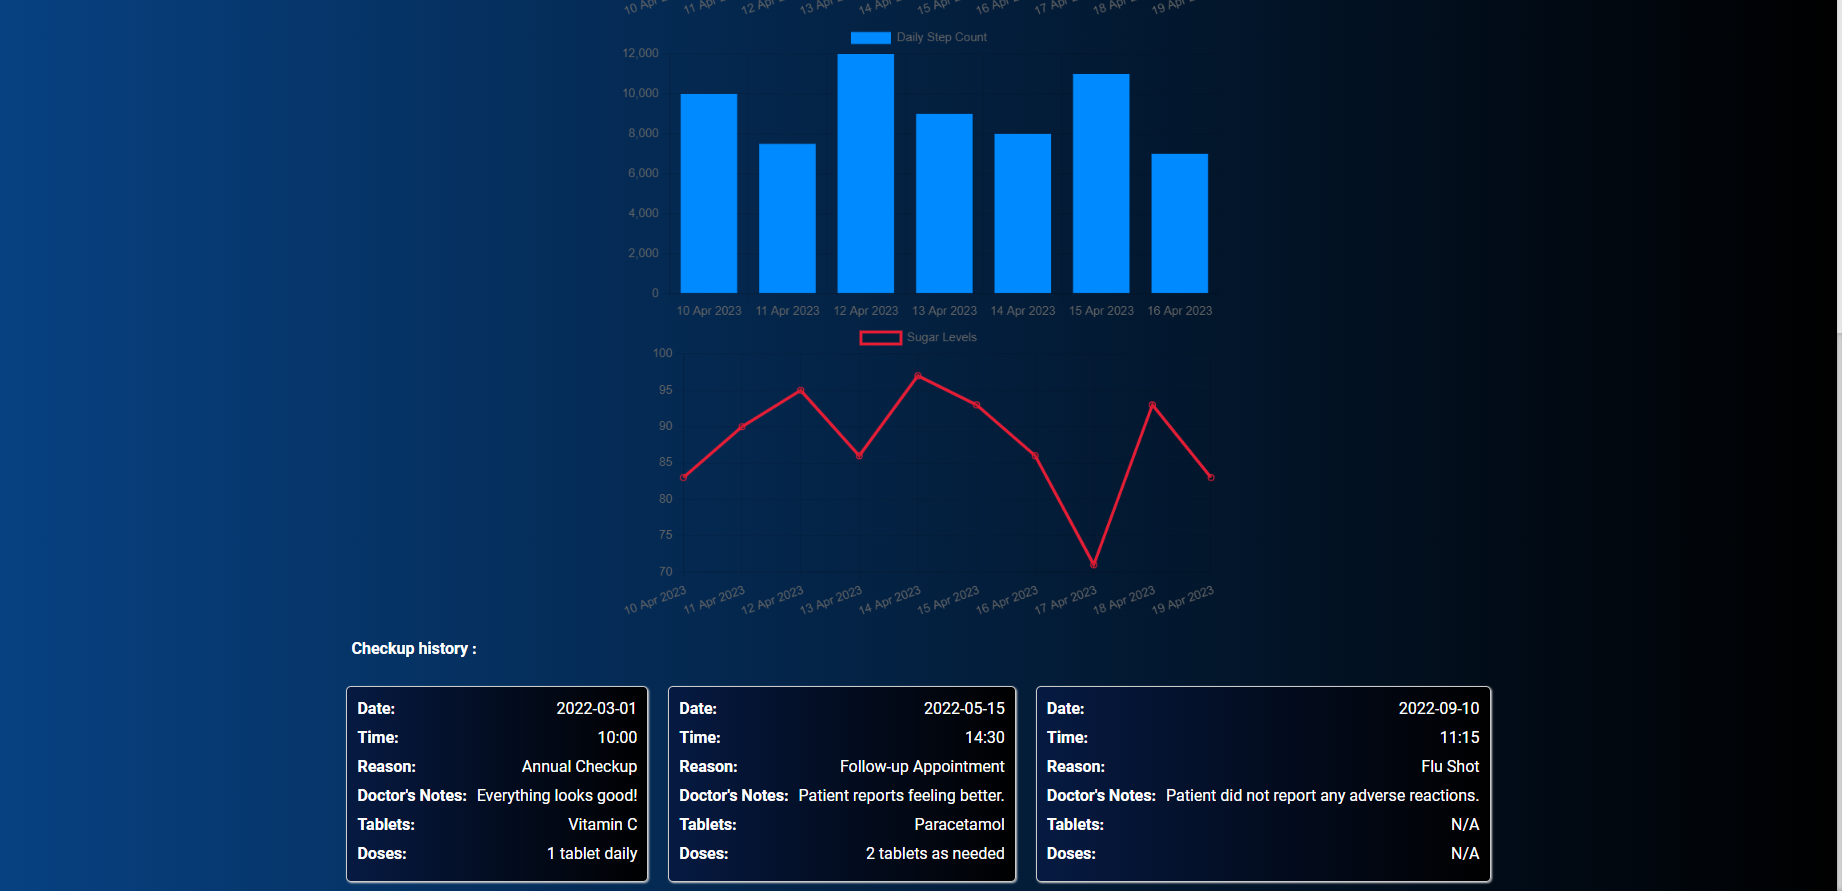 10 Apr 11 Apr 12 Apr 13 Apr 14 Apr 15 Apr 16 Apr 17 Apr 18 Apr 19 Apr
Daily Step Count
12,000
10,000
8,000
6,000
4,000
2,000
0
10 Apr 2023 11 Apr 2023 12 Apr 2023 13 Apr 2023 14 Apr 2023 15 Apr 2023 16 Apr 2023
Sugar Levels
100
95
90
85
80
75
70
10 Apr 2023 11 Apr 2023 12 Apr 2023 13 Apr 2023 14 Apr 2023 15 Apr 2023 16 Apr 2023 17 Apr 2023 18 Apr 2023 19 Apr 2023
Checkup history :
Date: 2022-03-01
Time: 10:00
Reason: Annual Checkup
Doctor's Notes: Everything looks good!
Tablets: Vitamin C
Doses: 1 tablet daily
Date: 2022-05-15
Time: 14:30
Reason: Follow-up Appointment
Doctor's Notes: Patient reports feeling better.
Tablets: Paracetamol
Doses: 2 tablets as needed
Date: 2022-09-10
Time: 11:15
Reason: Flu Shot
Doctor's Notes: Patient did not report any adverse reactions.
Tablets: N/A
Doses: N/A